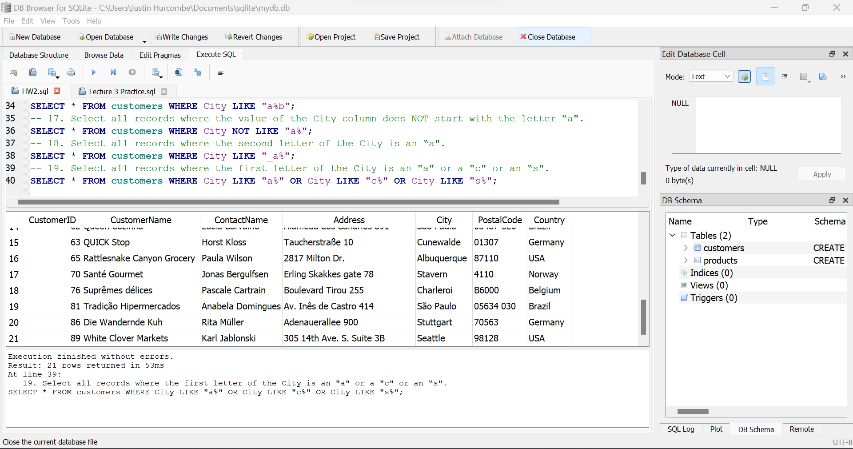 DB Browser for SQLite - C:\Users\Justin Hurcombe\Documents\sqlite\mydb.db
File Edit View Tools Help
New Database Open Database Write Changes Revert Changes Open Project Save Project Attach Database Close Database
Database Structure Browse Data Edit Pragmas Execute SQL
HW2.sql Lecture 3 Practice.sql
34 SELECT * FROM customers WHERE City LIKE "a%b";
35 -- 17. Select all records where the value of the City column does NOT start with the letter "a".
36 SELECT * FROM customers WHERE City NOT LIKE "a%";
37 -- 18. Select all records where the second letter of the City is an "a".
38 SELECT * FROM customers WHERE City LIKE "_a%";
39 -- 19. Select all records where the first letter of the City is an "a" or a "c" or an "s".
40 SELECT * FROM customers WHERE City LIKE "a%" OR City LIKE "c%" OR City LIKE "s%";
CustomerID CustomerName ContactName Address City PostalCode Country
15 63 QUICK Stop Horst Kloss Taucherstraße 10 Cunewalde 01307 Germany
16 65 Rattlesnake Canyon Grocery Paula Wilson 2817 Milton Dr. Albuquerque 87110 USA
17 70 Santé Gourmet Jonas Bergulfsen Erling Skakkes gate 78 Stavern 4110 Norway
18 76 Suprêmes délices Pascale Cartrain Boulevard Tirou 255 Charleroi B6000 Belgium
19 81 Tradição Hipermercados Anabela Domingues Av. Inês de Castro 414 São Paulo 05634 030 Brazil
20 86 Die Wandernde Kuh Rita Müller Adenauerallee 900 Stuttgart 70563 Germany
21 89 White Clover Markets Karl Jablonski 305 14th Ave. S. Suite 3B Seattle 98128 USA
Execution finished without errors.
Result: 21 rows returned in 53ms
At line 39:
19. Select all records where the first letter of the City is an "a" or a "c" or an "s".
SELECT * FROM customers WHERE City LIKE "a%" OR City LIKE "c%" OR City LIKE "s%";
Close the current database file
Edit Database Cell
Mode: Text
NULL
Type of data currently in cell: NULL
0 byte(s)
Apply
DB Schema
Name Type Schema
Tables (2)
customers CREATE
products CREATE
Indices (0)
Views (0)
Triggers (0)
SQL Log Plot DB Schema Remote
UTF-8